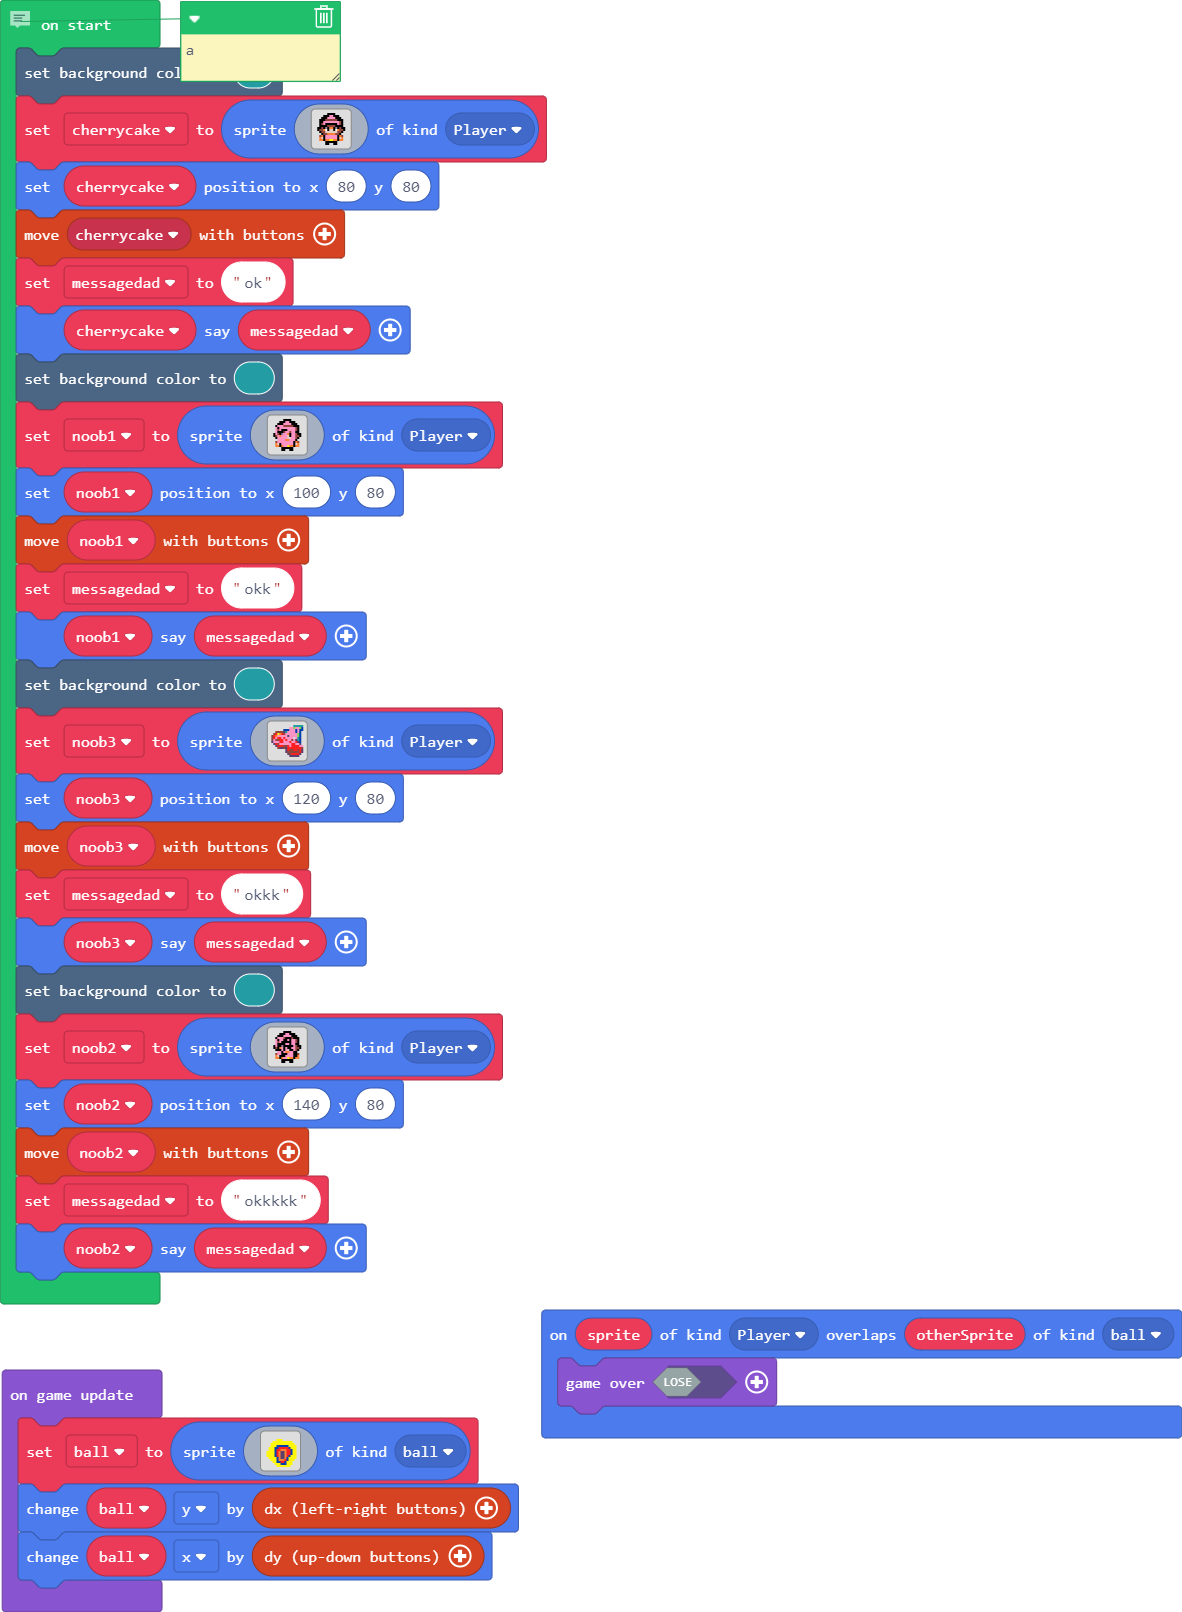 on start
a
set background col
set cherrycake to sprite of kind Player
set cherrycake position to x 80 y 80
move cherrycake with buttons
set messagedad to "ok"
cherrycake say messagedad
set background color to
set noob1 to sprite of kind Player
set noob1 position to x 100 y 80
move noob1 with buttons
set messagedad to "okk"
noob1 say messagedad
set background color to
set noob3 to sprite of kind Player
set noob3 position to x 120 y 80
move noob3 with buttons
set messagedad to "okkk"
noob3 say messagedad
set background color to
set noob2 to sprite of kind Player
set noob2 position to x 140 y 80
move noob2 with buttons
set messagedad to "okkkkk"
noob2 say messagedad
on sprite of kind Player overlaps otherSprite of kind ball
game over LOSE
on game update
set ball to sprite of kind ball
change ball y by dx (left-right buttons)
change ball x by dy (up-down buttons)